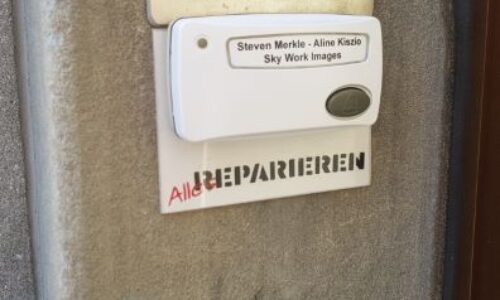 Steven Merkle - Aline Kiszio
Sky Work Images
Alles REPARIEREN